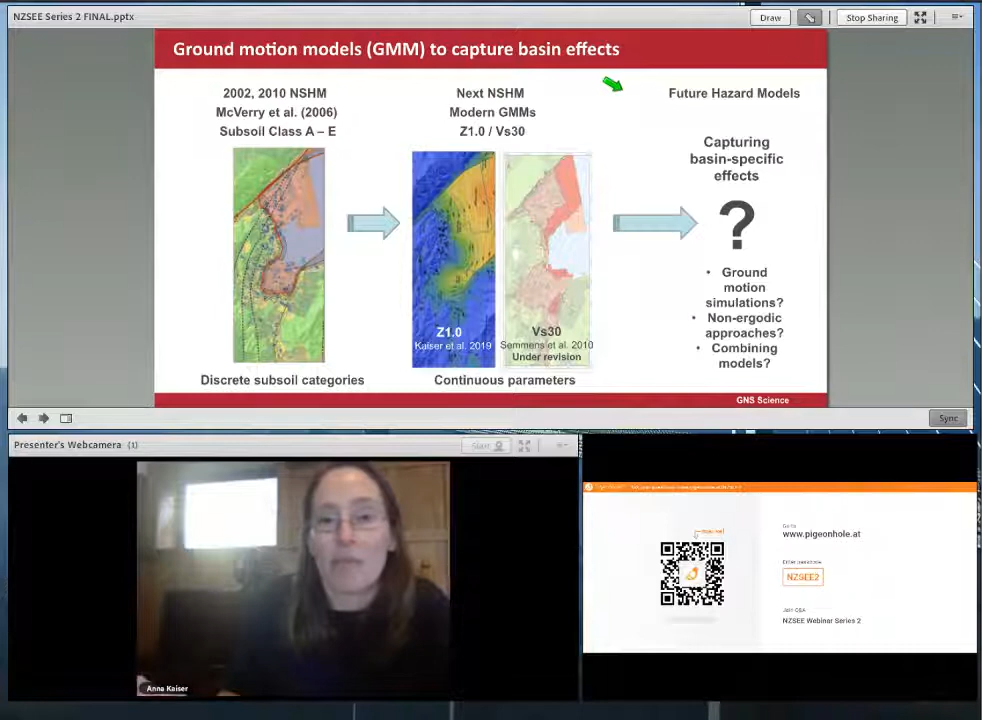 NZSEE Series 2 FINAL.pptx
Draw
Stop Sharing
Ground motion models (GMM) to capture basin effects
2002, 2010 NSHM
McVerry et al. (2006)
Subsoil Class A – E
Discrete subsoil categories
Next NSHM
Modern GMMs
Z1.0 / Vs30
Z1.0
Kaiser et al. 2019
Vs30
Semmens et al. 2010
Under revision
Continuous parameters
Future Hazard Models
Capturing
basin-specific
effects
?
• Ground
motion
simulations?
• Non-ergodic
approaches?
• Combining
models?
GNS Science
Sync
Presenter's Webcamera (1)
Start
Anna Kaiser
Go to
www.pigeonhole.at
Enter passcode
NZSEE2
Join Q&A
NZSEE Webinar Series 2